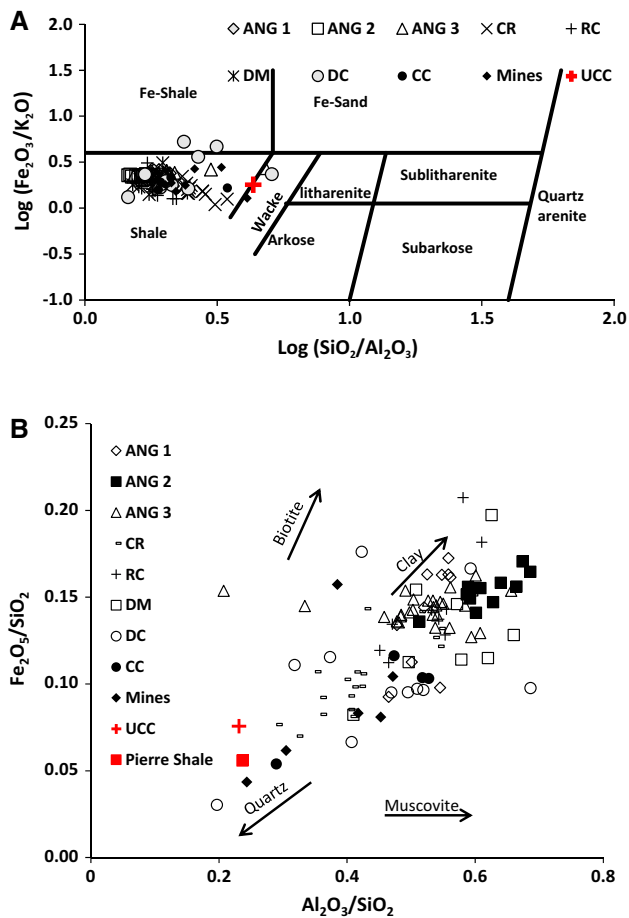 A
2.0
ANG 1 ANG 2 ANG 3 CR RC
1.5
DM DC CC Mines UCC
Fe-Shale Fe-Sand
1.0
0.5
Sublitharenite
litharenite
Wacke
Quartz
arenite
0.0
Shale
Arkose
Subarkose
-0.5
-1.0
0.0 0.5 1.0 1.5 2.0
Log (Fe₂O₃/K₂O)
Log (SiO₂/Al₂O₃)
B
0.25
ANG 1
ANG 2
ANG 3
CR
RC
DM
DC
CC
Mines
UCC
Pierre Shale
0.20
0.15
0.10
0.05
0.00
Biotite
Clay
Quartz
Muscovite
0 0.2 0.4 0.6 0.8
Fe₂O₅/SiO₂
Al₂O₃/SiO₂